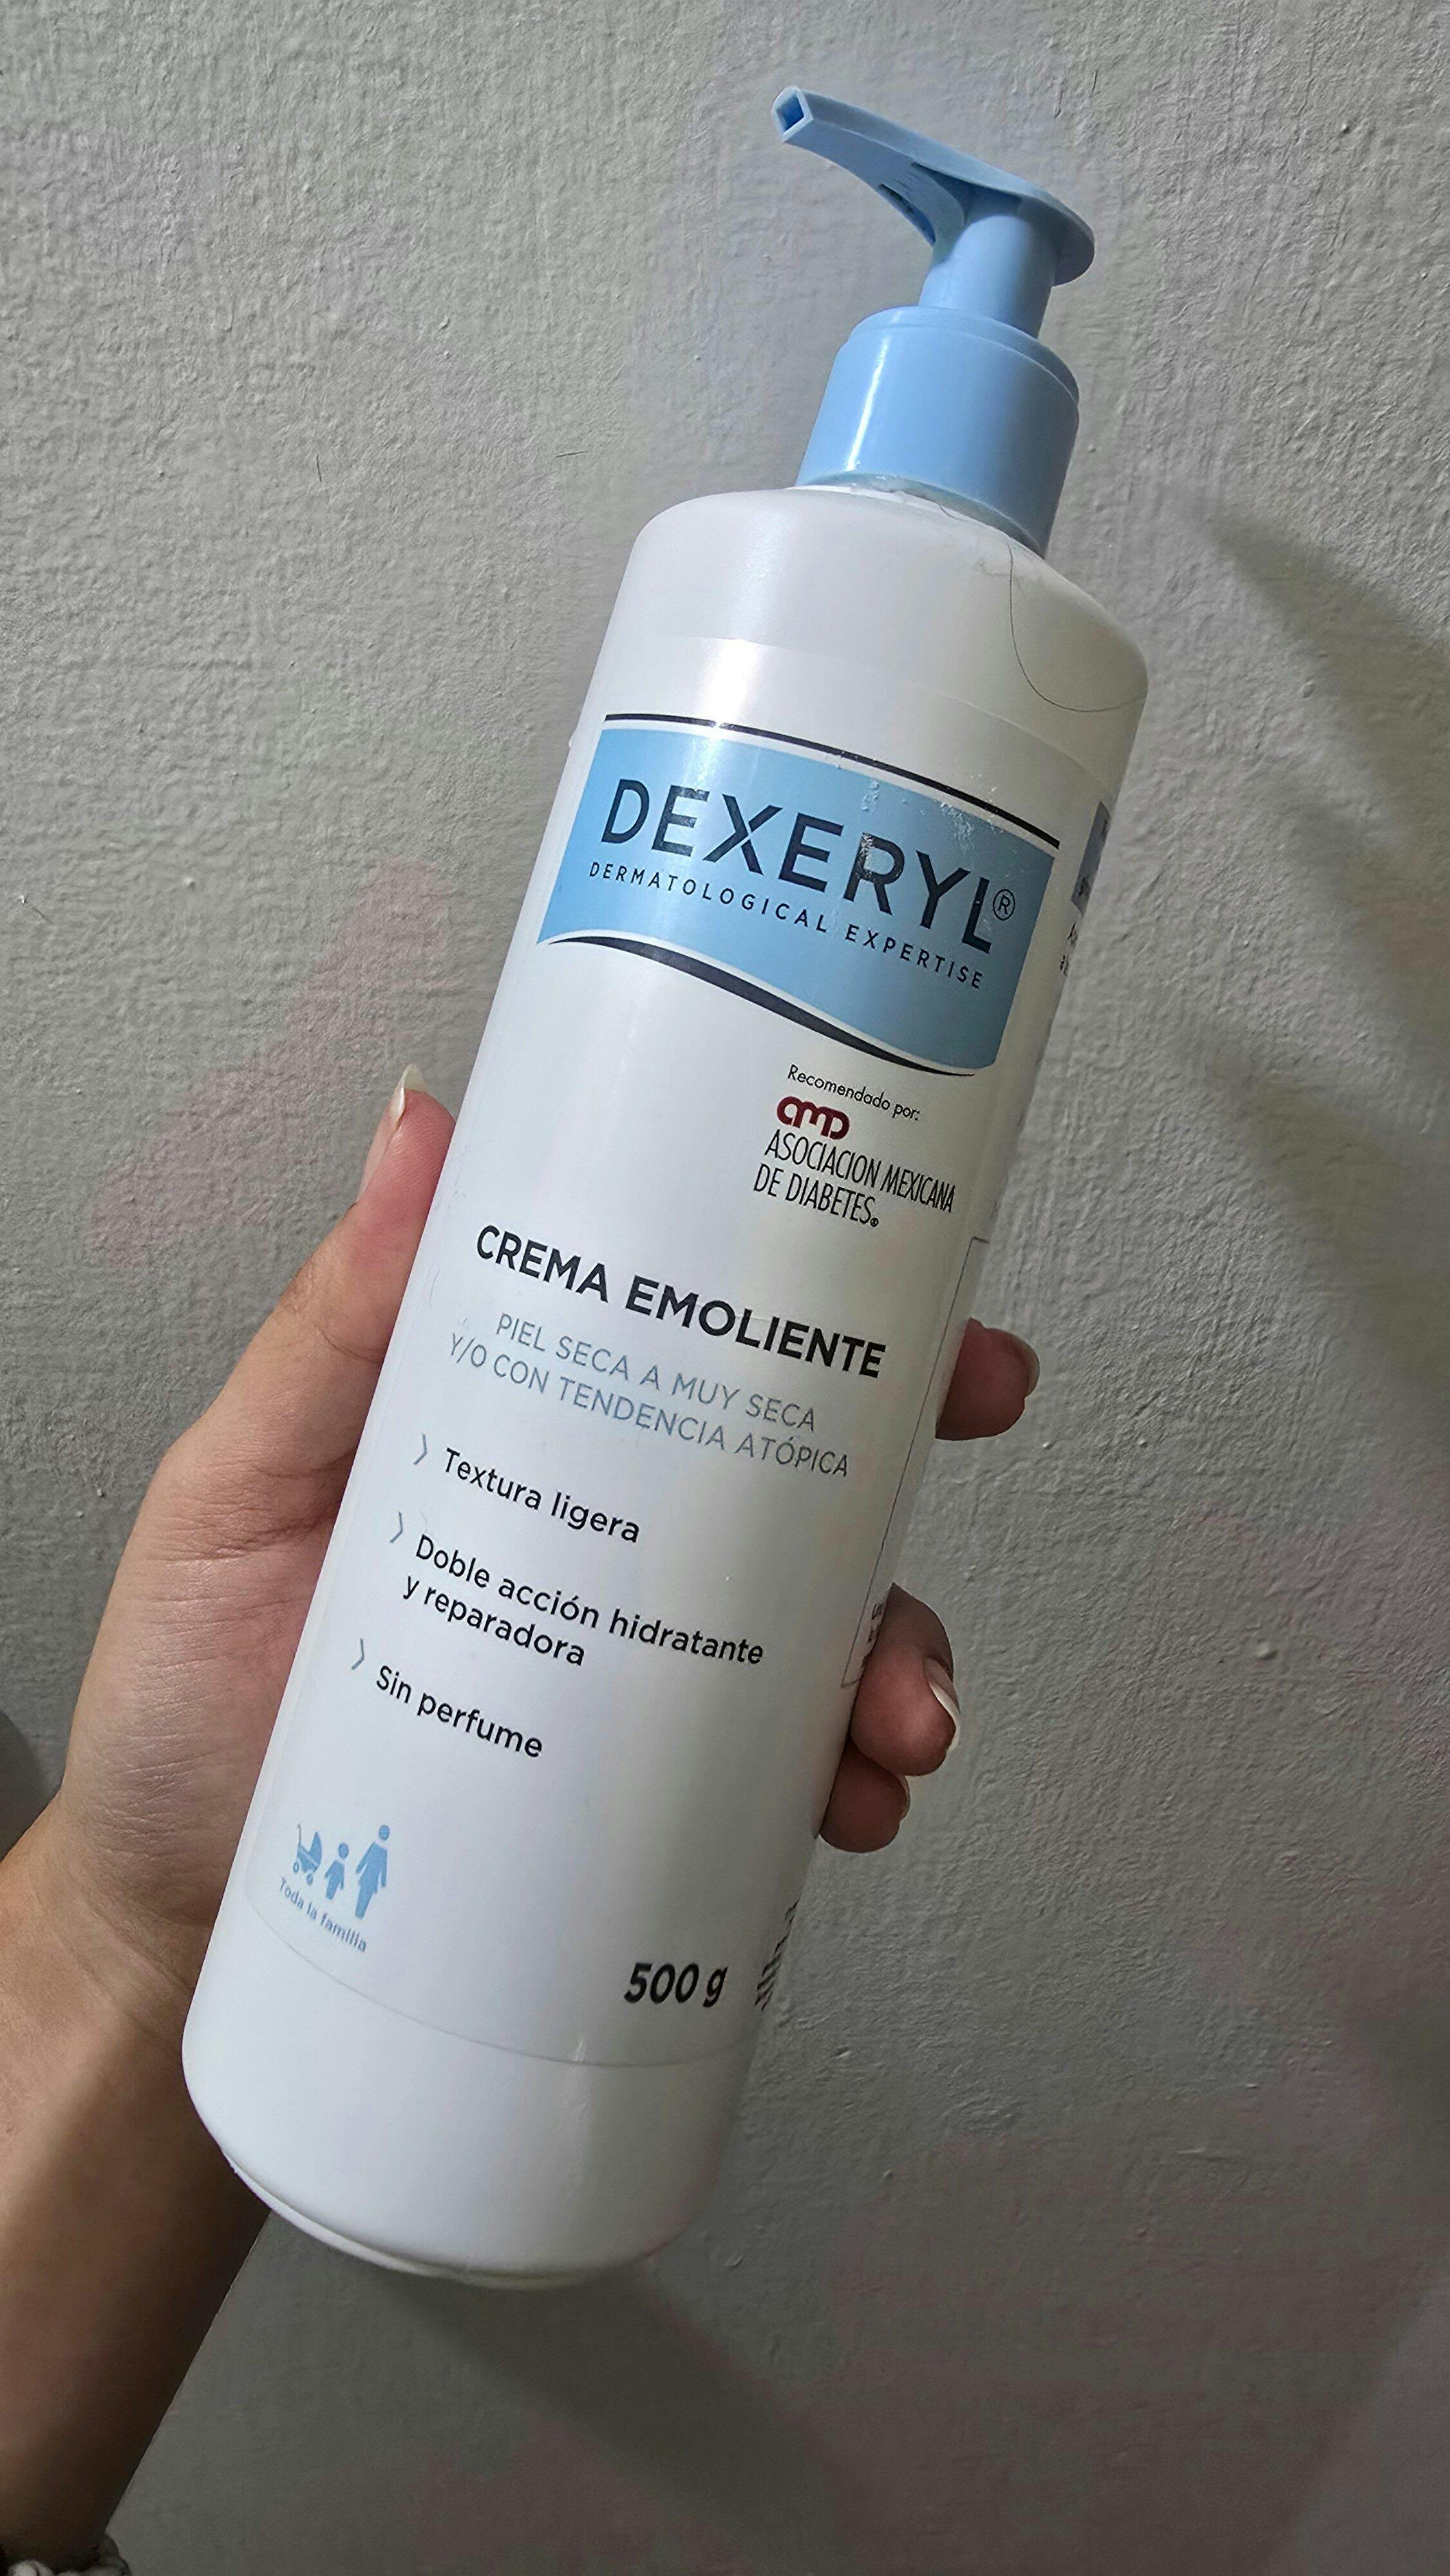 DEXERYL®
DERMATOLOGICAL EXPERTISE
Recomendado por:
amd
ASOCIACION MEXICANA
DE DIABETES®
CREMA EMOLIENTE
PIEL SECA A MUY SECA
Y/O CON TENDENCIA ATÓPICA
Textura ligera
Doble acción hidratante
y reparadora
Sin perfume
Toda la familia
500 g